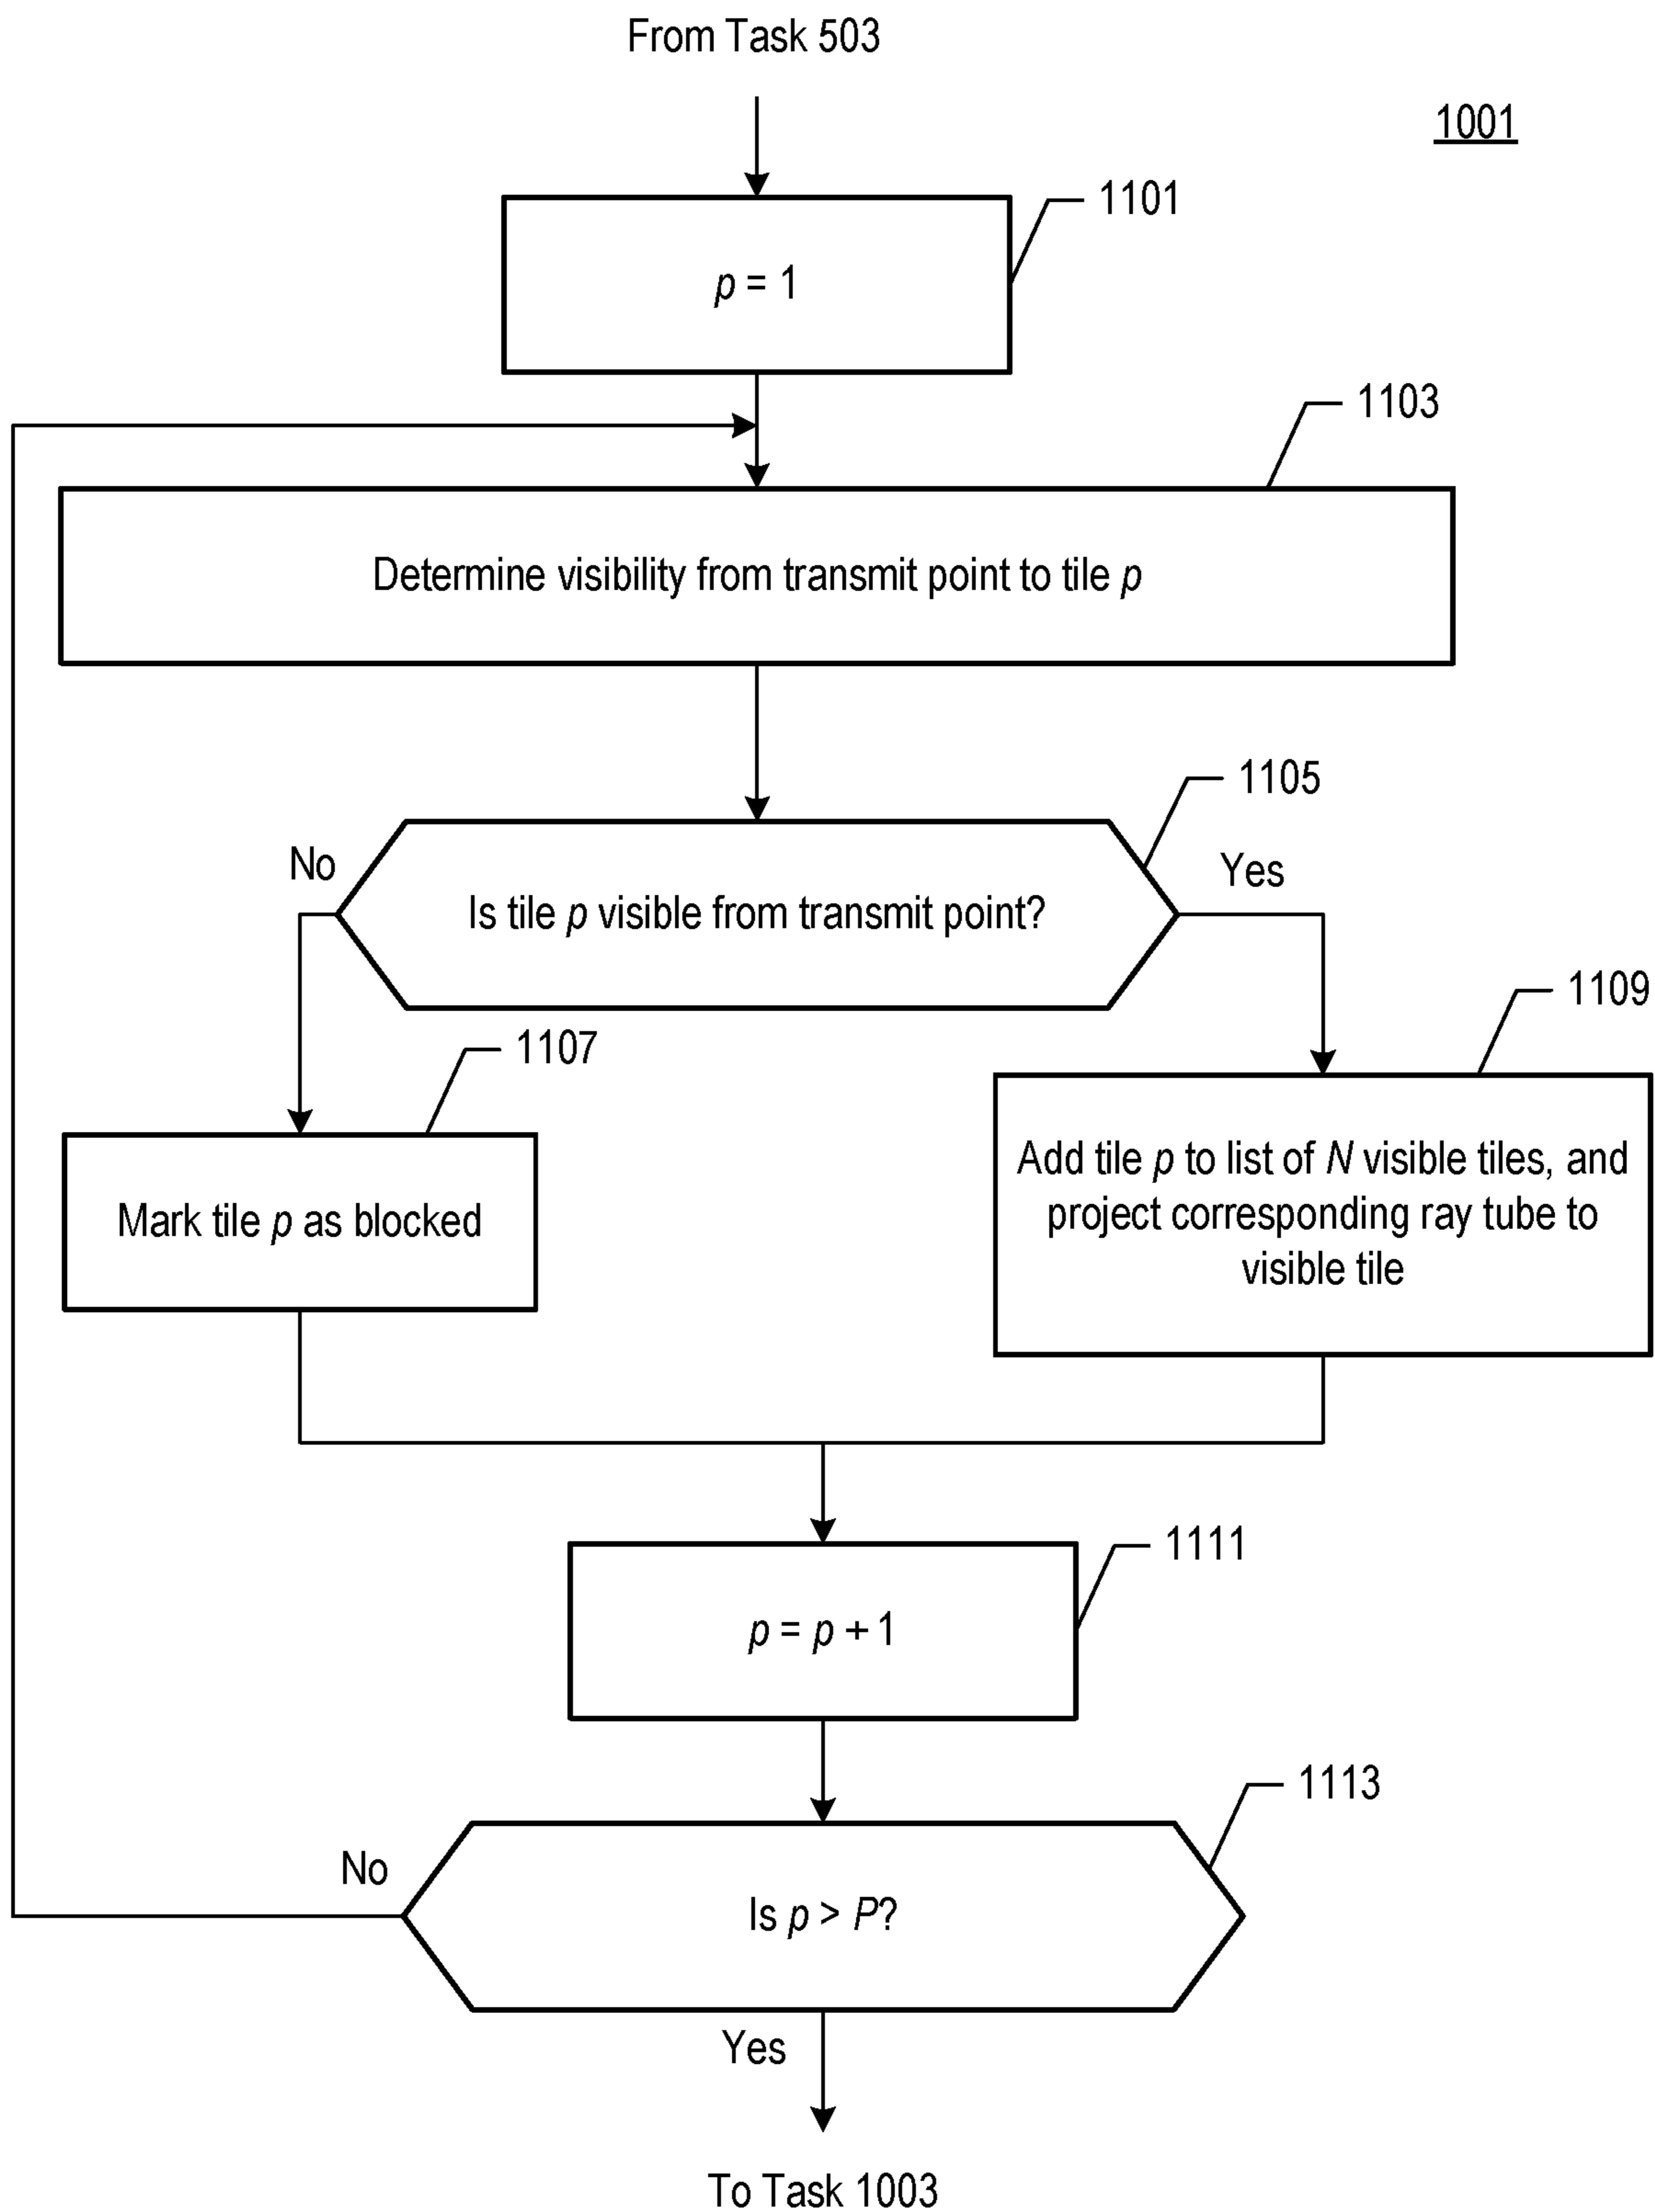 From Task 503
1001
1101
p = 1
1103
Determine visibility from transmit point to tile p
1105
No
Yes
Is tile p visible from transmit point?
1109
1107
Add tile p to list of N visible tiles, and
project corresponding ray tube to
visible tile
Mark tile p as blocked
1111
p = p + 1
1113
No
Is p > P?
Yes
To Task 1003